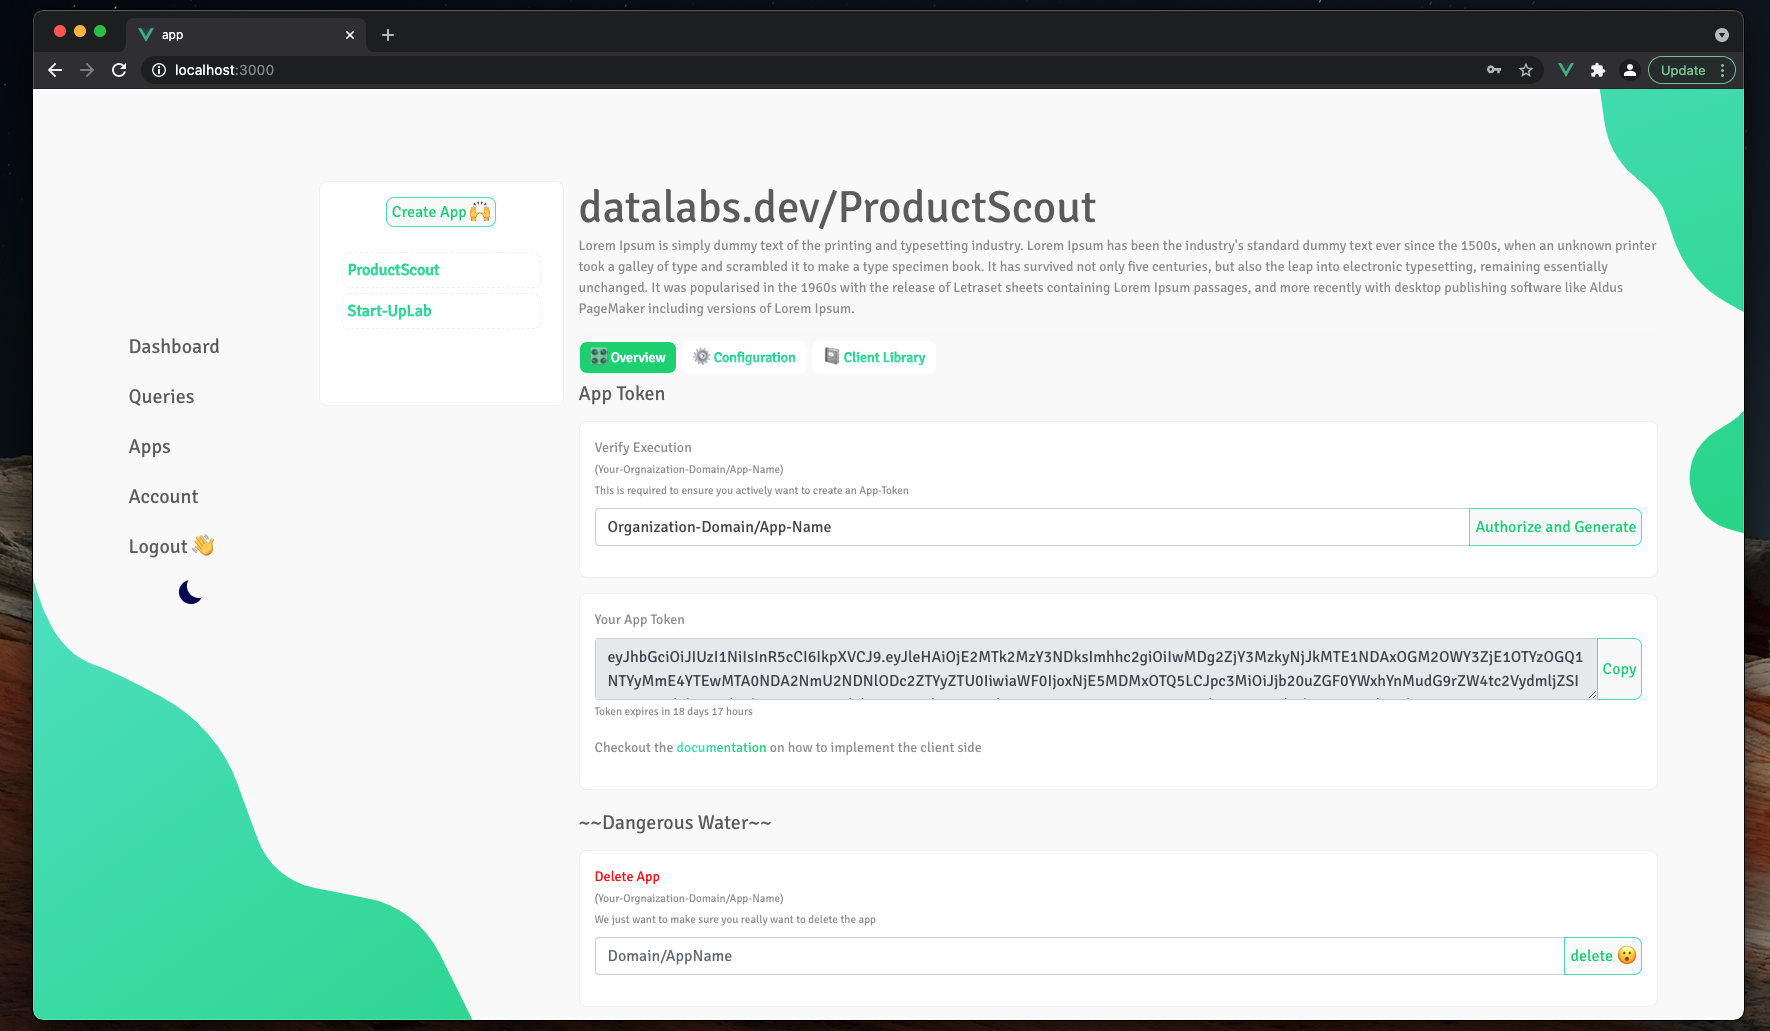 app
localhost:3000
Update
Create App 🙌
ProductScout
Start-UpLab
Dashboard
Queries
Apps
Account
Logout 👋
datalabs.dev/ProductScout
Lorem Ipsum is simply dummy text of the printing and typesetting industry. Lorem Ipsum has been the industry's standard dummy text ever since the 1500s, when an unknown printer
took a galley of type and scrambled it to make a type specimen book. It has survived not only five centuries, but also the leap into electronic typesetting, remaining essentially
unchanged. It was popularised in the 1960s with the release of Letraset sheets containing Lorem Ipsum passages, and more recently with desktop publishing software like Aldus
PageMaker including versions of Lorem Ipsum.
Overview Configuration Client Library
App Token
Verify Execution
(Your-Orgnaization-Domain/App-Name)
This is required to ensure you actively want to create an App-Token
Organization-Domain/App-Name Authorize and Generate
Your App Token
eyJhbGciOiJIUzI1NiIsInR5cCI6IkpXVCJ9.eyJleHAiOjE2MTk2MzY3NDksImhhc2giOiIwMDg2ZjY3MzkyNjJkMTE1NDAxOGM2OWY3ZjE1OTYzOGQ1
NTYyMmE4YTEwMTA0NDA2NmU2NDNlODc2ZTYyZTU0IiwiaWF0IjoxNjE5MDMxOTQ5LCJpc3MiOiJjb20uZGF0YWxhYnMudG9rZW4tc2VydmljZSI
Copy
Token expires in 18 days 17 hours
Checkout the documentation on how to implement the client side
~~Dangerous Water~~
Delete App
(Your-Orgnaization-Domain/App-Name)
We just want to make sure you really want to delete the app
Domain/AppName delete 😮